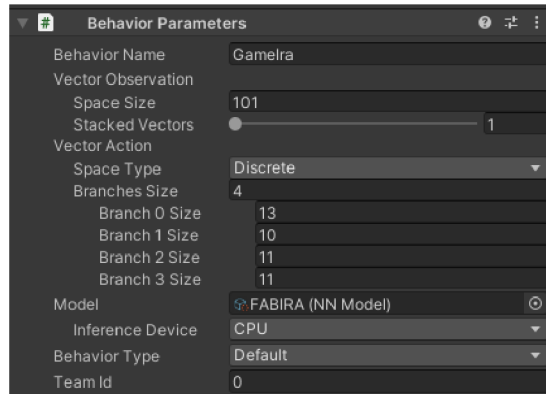 # Behavior Parameters
Behavior Name GameIra
Vector Observation
Space Size 101
Stacked Vectors 1
Vector Action
Space Type Discrete
Branches Size 4
Branch 0 Size 13
Branch 1 Size 10
Branch 2 Size 11
Branch 3 Size 11
Model FABIRA (NN Model)
Inference Device CPU
Behavior Type Default
Team Id 0